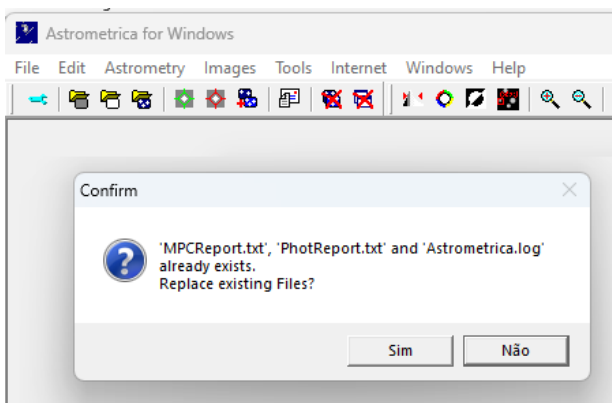 Astrometrica for Windows
File Edit Astrometry Images Tools Internet Windows Help
Confirm
'MPCReport.txt', 'PhotReport.txt' and 'Astrometrica.log'
already exists.
Replace existing Files?
Sim Não